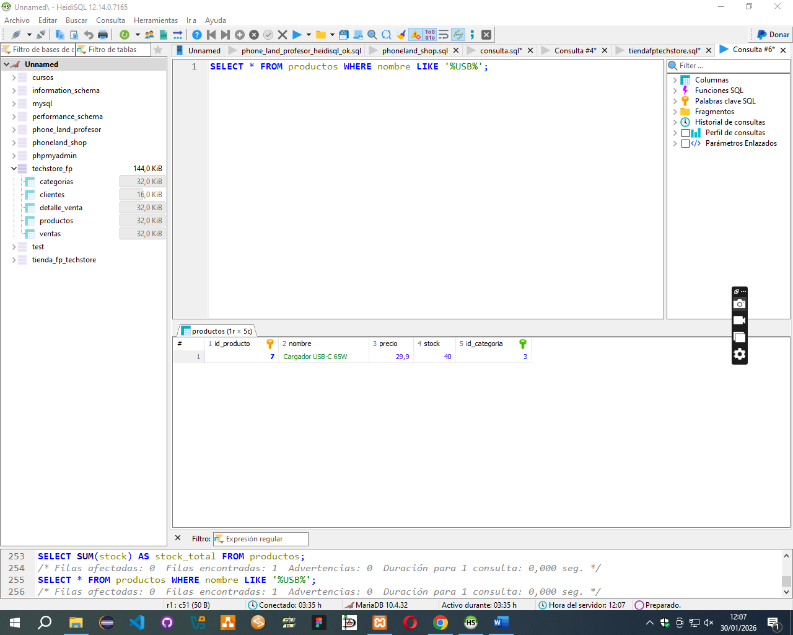 Unnamed\ - HeidiSQL 12.14.0.7165
Archivo Editar Buscar Consulta Herramientas Ir a Ayuda
Donar
Filtro de bases de d Filtro de tablas
Unnamed phone_land_profesor_heidisql_ok.sql phoneland_shop.sql consulta.sql* Consulta #4* tiendafptechstore.sql* Consulta #6*
Unnamed
cursos
information_schema
mysql
performance_schema
phone_land_profesor
phoneland_shop
phpmyadmin
techstore_fp 144,0 KiB
categorias 32,0 KiB
clientes 16,0 KiB
detalle_venta 32,0 KiB
productos 32,0 KiB
ventas 32,0 KiB
test
tienda_fp_techstore
1 SELECT * FROM productos WHERE nombre LIKE '%USB%';
Filter ...
Columnas
Funciones SQL
Palabras clave SQL
Fragmentos
Historial de consultas
Perfil de consultas
Parámetros Enlazados
productos (1r × 5c)
# 1 id_producto 2 nombre 3 precio 4 stock 5 id_categoria
1 7 Cargador USB-C 65W 29,9 40 3
Filtro: Expresión regular
253 SELECT SUM(stock) AS stock_total FROM productos;
254 /* Filas afectadas: 0 Filas encontradas: 1 Advertencias: 0 Duración para 1 consulta: 0,000 seg. */
255 SELECT * FROM productos WHERE nombre LIKE '%USB%';
256 /* Filas afectadas: 0 Filas encontradas: 1 Advertencias: 0 Duración para 1 consulta: 0,000 seg. */
r1 : c51 (50 B) Conectado: 03:35 h MariaDB 10.4.32 Activo durante: 03:35 h Hora del servidor: 12:07 Preparado.
12:07
30/01/2026